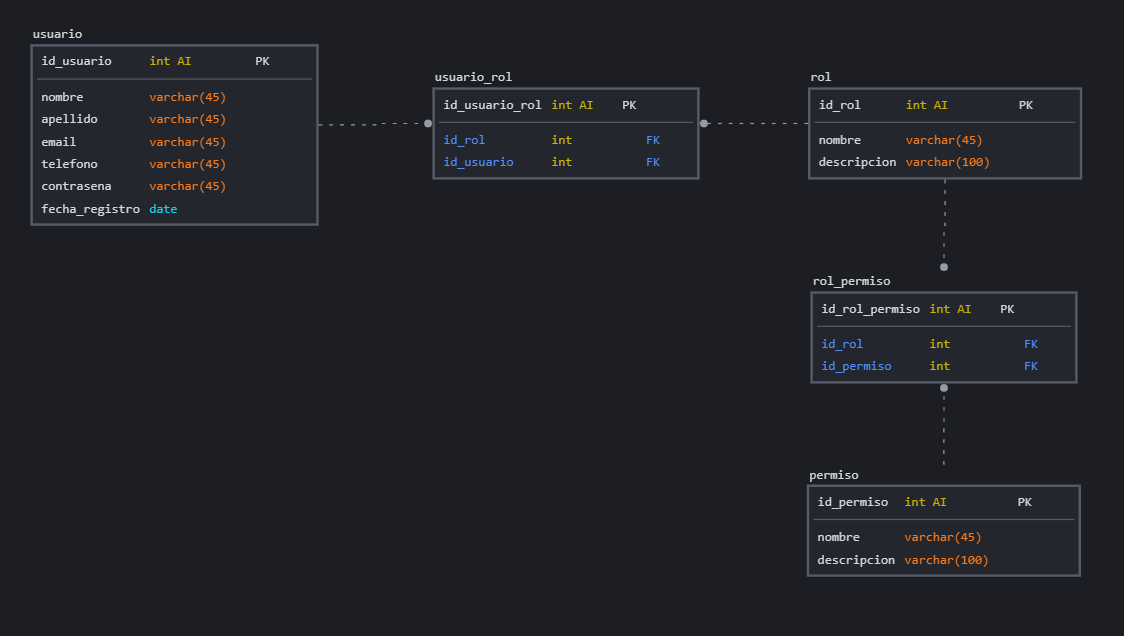 usuario
id_usuario int AI PK
nombre varchar(45)
apellido varchar(45)
email varchar(45)
telefono varchar(45)
contrasena varchar(45)
fecha_registro date
usuario_rol
id_usuario_rol int AI PK
id_rol int FK
id_usuario int FK
rol
id_rol int AI PK
nombre varchar(45)
descripcion varchar(100)
rol_permiso
id_rol_permiso int AI PK
id_rol int FK
id_permiso int FK
permiso
id_permiso int AI PK
nombre varchar(45)
descripcion varchar(100)